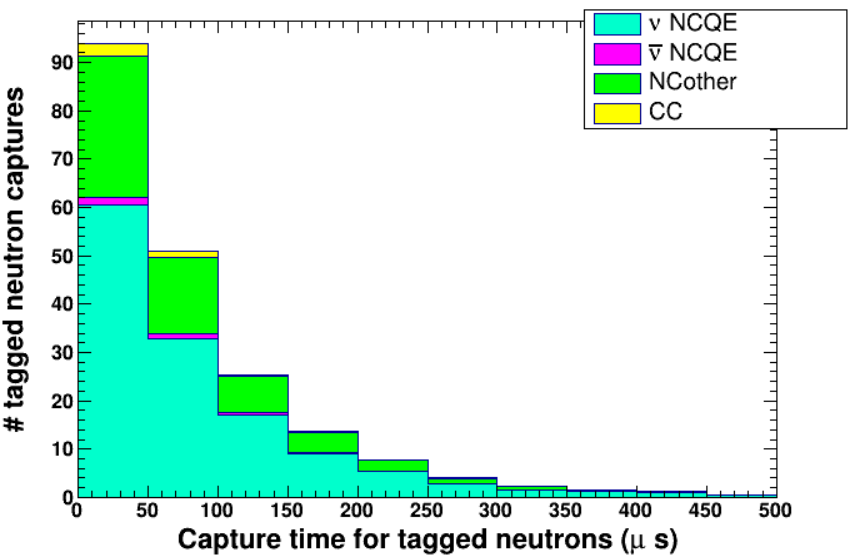 ν NCQE
ν̅ NCQE
NCother
CC
# tagged neutron captures
90
80
70
60
50
40
30
20
10
0
0 50 100 150 200 250 300 350 400 450 500
Capture time for tagged neutrons (μ s)